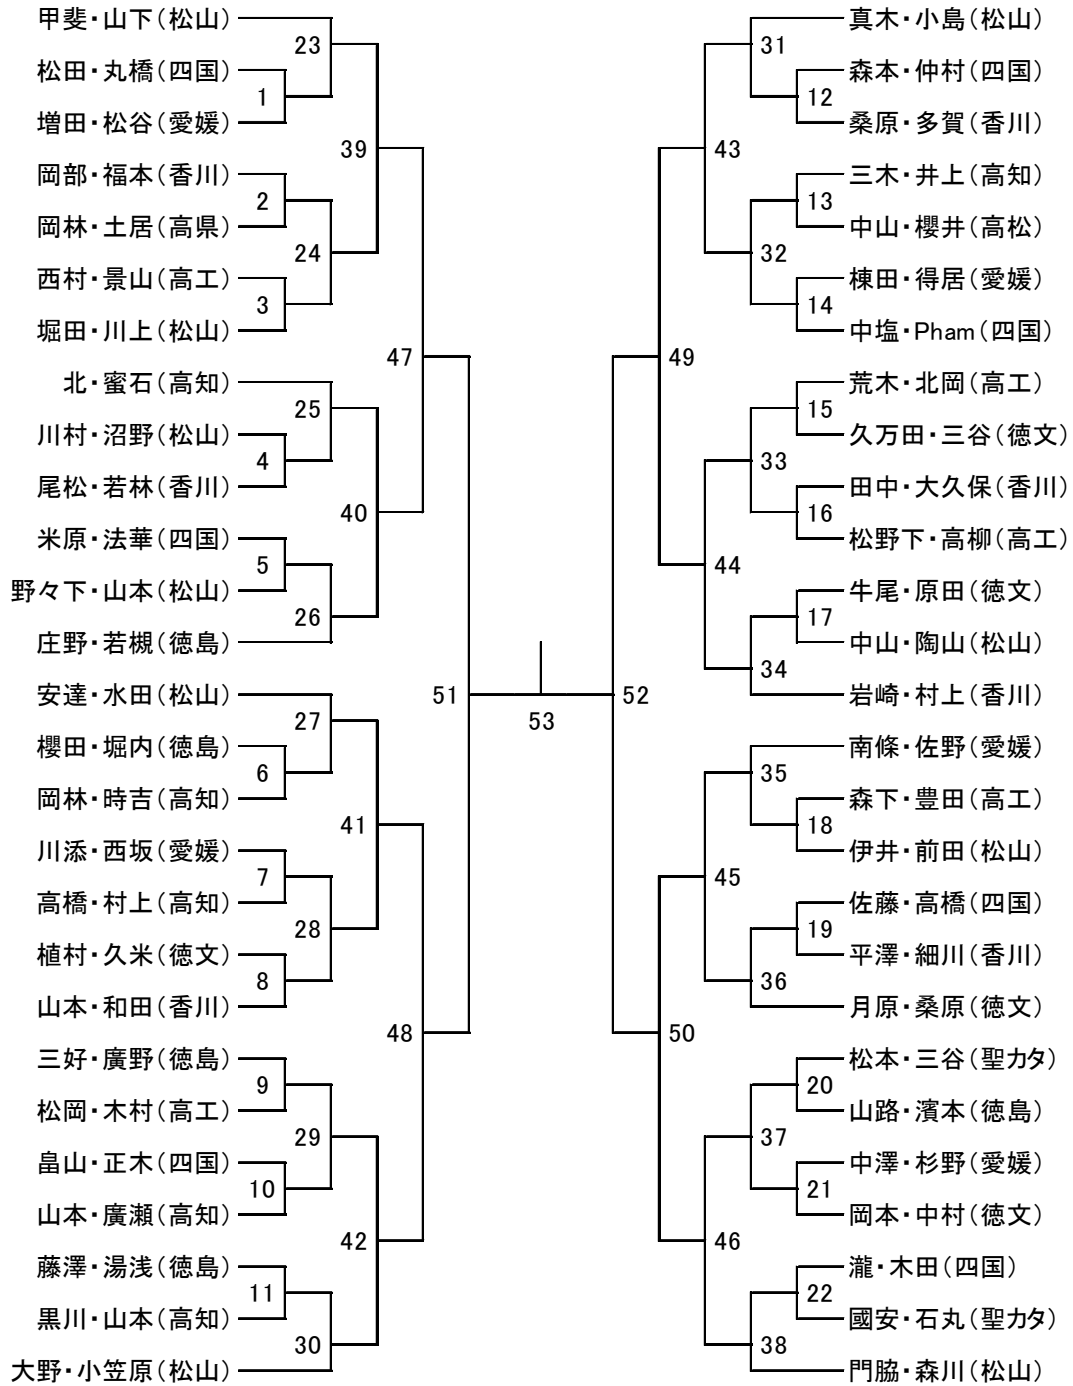 甲斐・山下(松山)
松田・丸橋(四国)
増田・松谷(愛媛)
岡部・福本(香川)
岡林・土居(高県)
西村・景山(高工)
堀田・川上(松山)
北・蜜石(高知)
川村・沼野(松山)
尾松・若林(香川)
米原・法華(四国)
野々下・山本(松山)
庄野・若槻(徳島)
安達・水田(松山)
櫻田・堀内(徳島)
岡林・時吉(高知)
川添・西坂(愛媛)
高橋・村上(高知)
植村・久米(徳文)
山本・和田(香川)
三好・廣野(徳島)
松岡・木村(高工)
畠山・正木(四国)
山本・廣瀬(高知)
藤澤・湯浅(徳島)
黒川・山本(高知)
大野・小笠原(松山)
1
2
3
4
5
6
7
8
9
10
11
23
24
25
26
27
28
29
30
39
40
41
42
47
48
51
53
52
49
50
43
44
45
46
31
32
33
34
35
36
37
38
12
13
14
15
16
17
18
19
20
21
22
真木・小島(松山)
森本・仲村(四国)
桑原・多賀(香川)
三木・井上(高知)
中山・櫻井(高松)
棟田・得居(愛媛)
中塩・Pham(四国)
荒木・北岡(高工)
久万田・三谷(徳文)
田中・大久保(香川)
松野下・高柳(高工)
牛尾・原田(徳文)
中山・陶山(松山)
岩崎・村上(香川)
南條・佐野(愛媛)
森下・豊田(高工)
伊井・前田(松山)
佐藤・高橋(四国)
平澤・細川(香川)
月原・桑原(徳文)
松本・三谷(聖カタ)
山路・濱本(徳島)
中澤・杉野(愛媛)
岡本・中村(徳文)
瀧・木田(四国)
國安・石丸(聖カタ)
門脇・森川(松山)